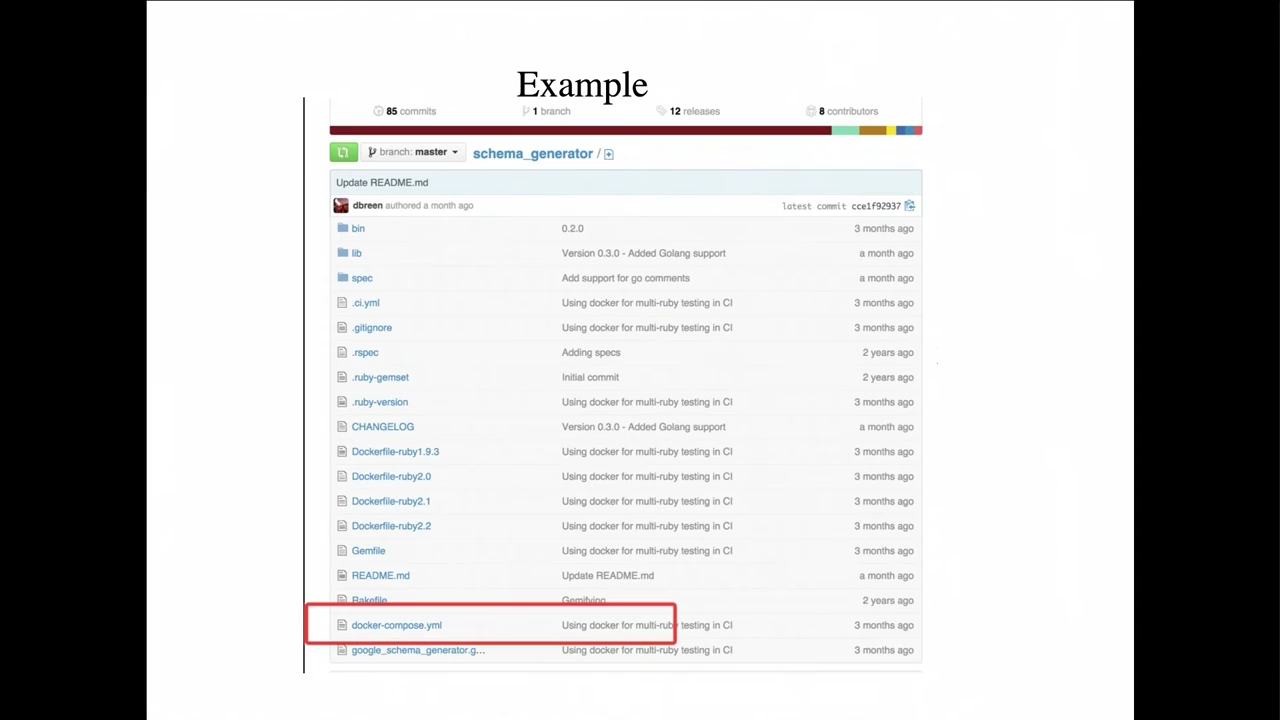 Example
85 commits 1 branch 12 releases 8 contributors
branch: master schema_generator /
Update README.md
dbreen authored a month ago latest commit cce1f92937
bin 0.2.0 3 months ago
lib Version 0.3.0 - Added Golang support a month ago
spec Add support for go comments a month ago
.ci.yml Using docker for multi-ruby testing in CI 3 months ago
.gitignore Using docker for multi-ruby testing in CI 3 months ago
.rspec Adding specs 2 years ago
.ruby-gemset Initial commit 2 years ago
.ruby-version Using docker for multi-ruby testing in CI 3 months ago
CHANGELOG Version 0.3.0 - Added Golang support a month ago
Dockerfile-ruby1.9.3 Using docker for multi-ruby testing in CI 3 months ago
Dockerfile-ruby2.0 Using docker for multi-ruby testing in CI 3 months ago
Dockerfile-ruby2.1 Using docker for multi-ruby testing in CI 3 months ago
Dockerfile-ruby2.2 Using docker for multi-ruby testing in CI 3 months ago
Gemfile Using docker for multi-ruby testing in CI 3 months ago
README.md Update README.md a month ago
Rakefile Gemifying 2 years ago
docker-compose.yml Using docker for multi-ruby testing in CI 3 months ago
google_schema_generator.g... Using docker for multi-ruby testing in CI 3 months ago